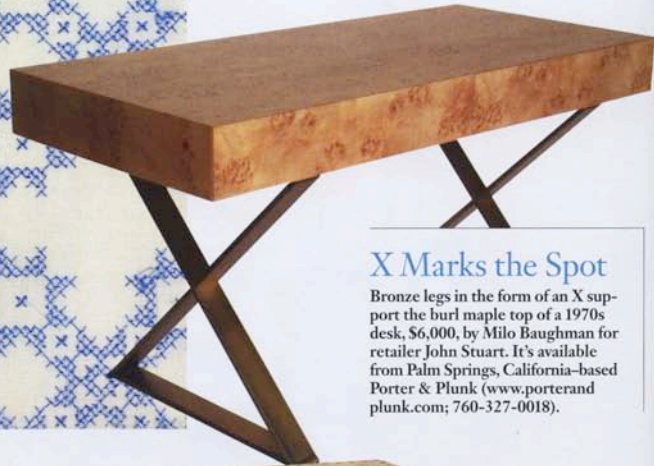 X Marks the Spot
Bronze legs in the form of an X sup-
port the burl maple top of a 1970s
desk, $6,000, by Milo Baughman for
retailer John Stuart. It's available
from Palm Springs, California–based
Porter & Plunk (www.porterand
plunk.com; 760-327-0018).